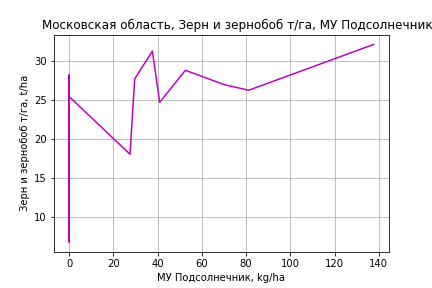 Московская область, Зерн и зернобоб т/га, МУ Подсолнечник
Зерн и зернобоб т/га, t/ha
30
25
20
15
10
0 20 40 60 80 100 120 140
МУ Подсолнечник, kg/ha